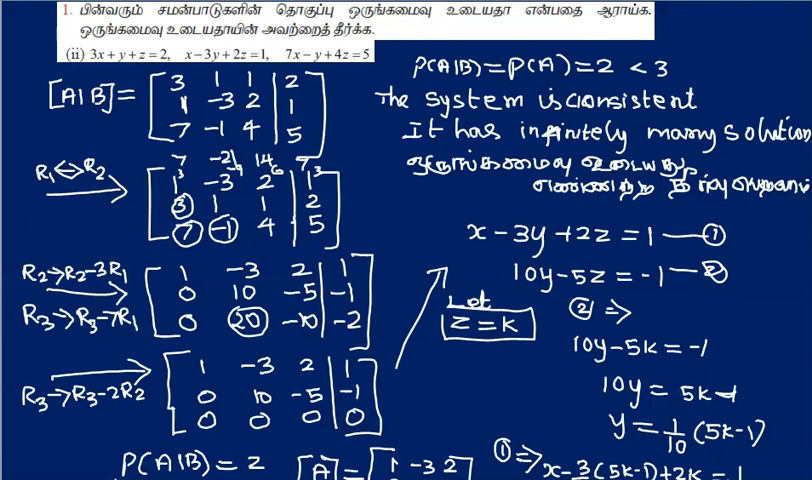 1. பின்வரும் சமன்பாடுகளின் தொகுப்பு ஒருங்கமைவு உடையதா என்பதை ஆராய்க.
ஒருங்கமைவு உடையதாயின் அவற்றைத் தீர்க்க.
(ii) 3x + y + z = 2, x − 3y + 2z = 1, 7x − y + 4z = 5
[A|B] = [3 1 1 | 2
1 -3 2 | 1
7 -1 4 | 5]
R1 <-> R2
[1 -3 2 | 1
3 1 1 | 2
7 -1 4 | 5]
R2 → R2 - 3R1
R3 → R3 - 7R1
[1 -3 2 | 1
0 10 -5 | -1
0 20 -10 | -2]
R3 → R3 - 2R2
[1 -3 2 | 1
0 10 -5 | -1
0 0 0 | 0]
ρ(A|B) = 2 [A] = [1 -3 2
ρ(A|B) = ρ(A) = 2 < 3
The system is consistent
It has infinitely many solution
ஒருங்கமைவு உடையது
எண்ணற்ற
x - 3y + 2z = 1 — ①
10y - 5z = -1 — ②
Let
z = k
② ⇒
10y - 5k = -1
10y = 5k - 1
y = 1/10 (5k - 1)
① ⇒
x - 3/ (5k-1) + 2k = 1